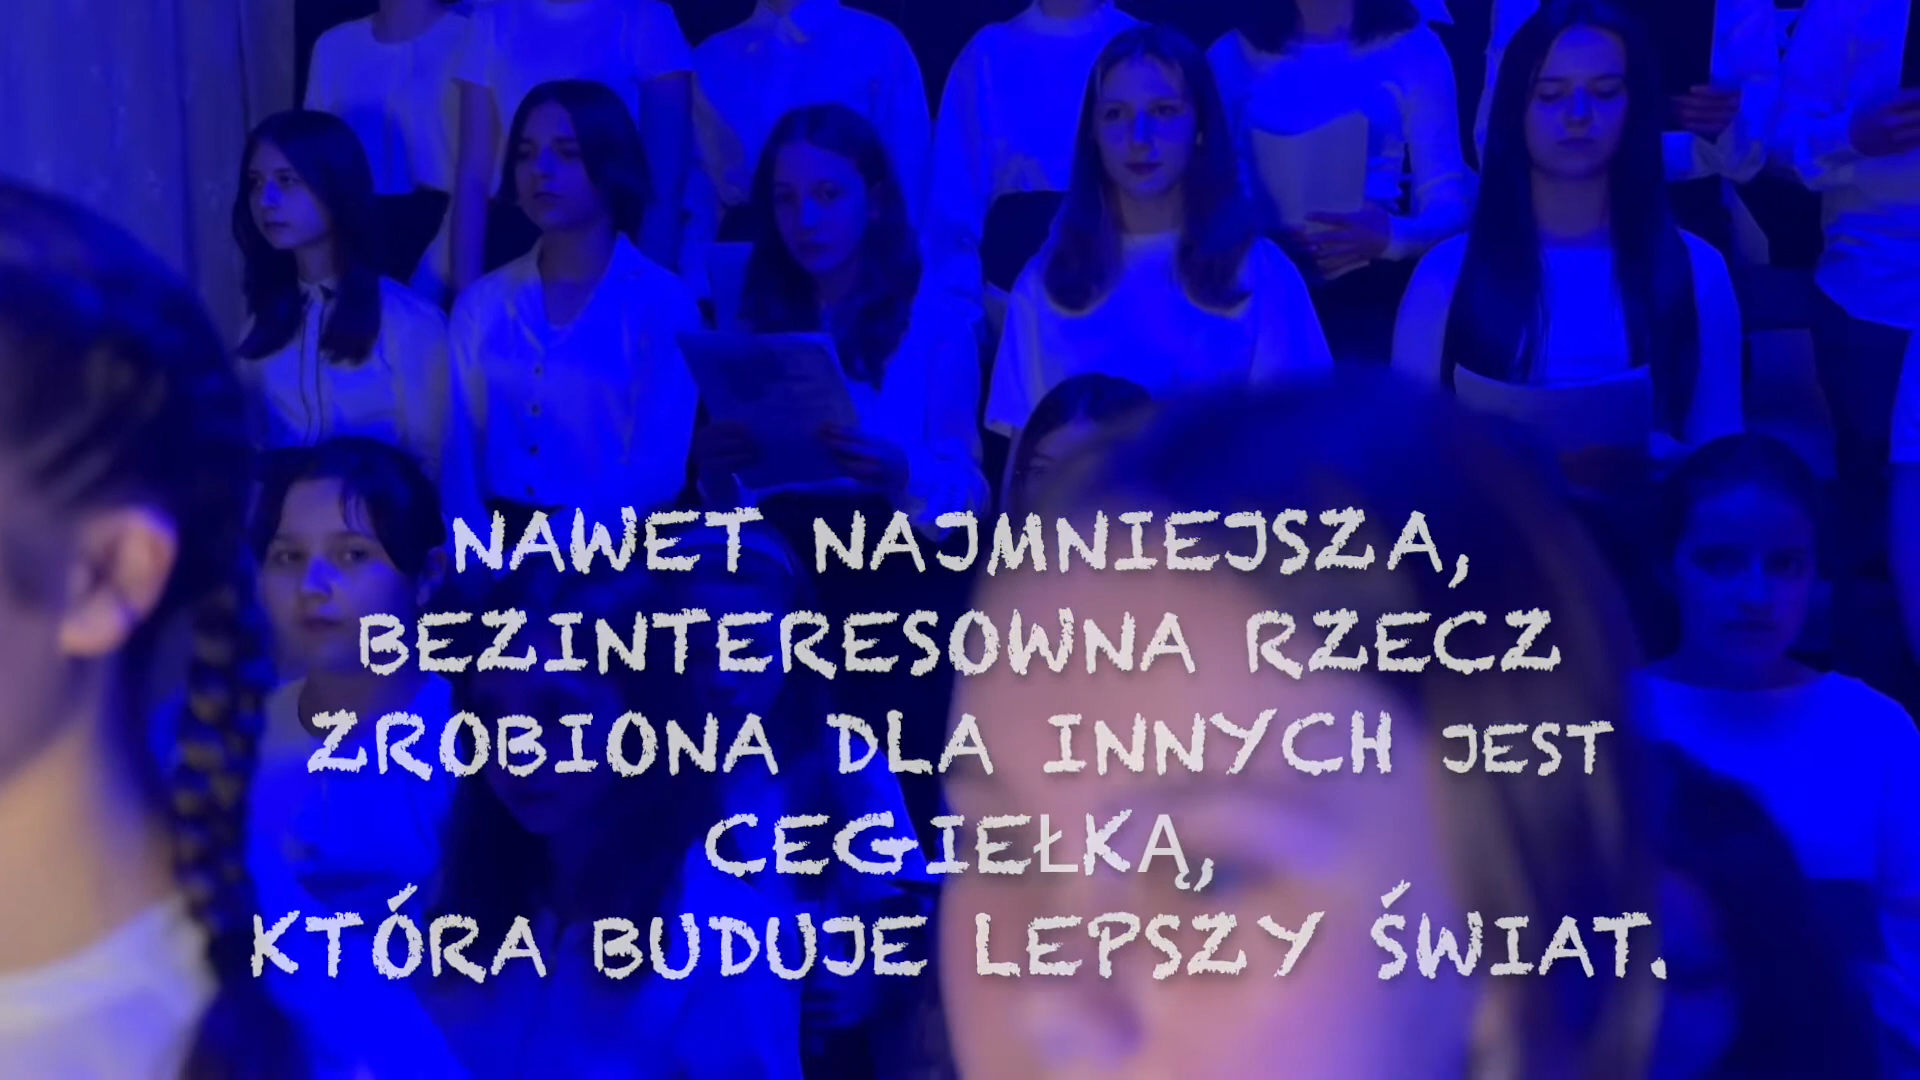 NAWET NAJMNIEJSZA,
BEZINTERESOWNA RZECZ
ZROBIONA DLA INNYCH JEST
CEGIEŁKĄ,
KTÓRA BUDUJE LEPSZY ŚWIAT.